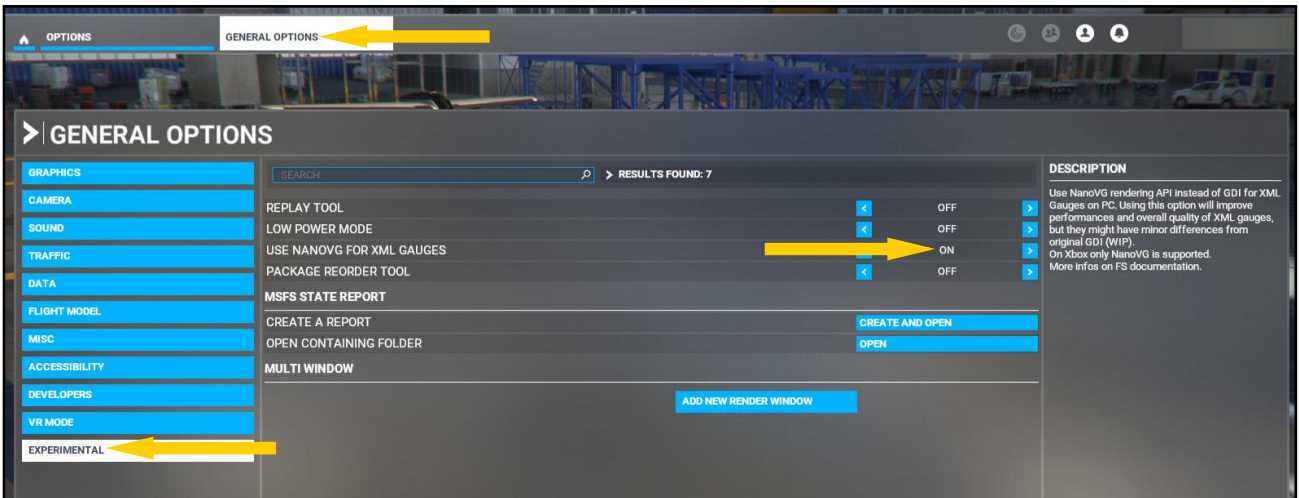 OPTIONS
GENERAL OPTIONS
GENERAL OPTIONS
GRAPHICS
CAMERA
SOUND
TRAFFIC
DATA
FLIGHT MODEL
MISC
ACCESSIBILITY
DEVELOPERS
VR MODE
EXPERIMENTAL
SEARCH
RESULTS FOUND: 7
REPLAY TOOL OFF
LOW POWER MODE OFF
USE NANOVG FOR XML GAUGES ON
PACKAGE REORDER TOOL OFF
MSFS STATE REPORT
CREATE A REPORT CREATE AND OPEN
OPEN CONTAINING FOLDER OPEN
MULTI WINDOW
ADD NEW RENDER WINDOW
DESCRIPTION
Use NanoVG rendering API instead of GDI for XML
Gauges on PC. Using this option will improve
performances and overall quality of XML gauges,
but they might have minor differences from
original GDI (WIP).
On Xbox only NanoVG is supported.
More infos on FS documentation.